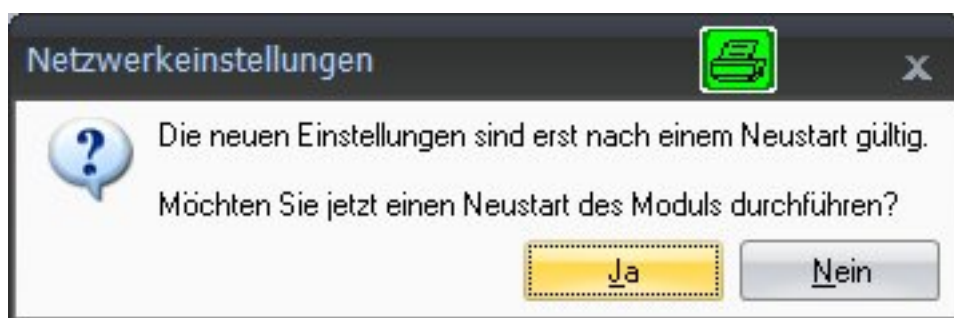 Netzwerkeinstellungen
Die neuen Einstellungen sind erst nach einem Neustart gültig.
Möchten Sie jetzt einen Neustart des Moduls durchführen?
Ja
Nein